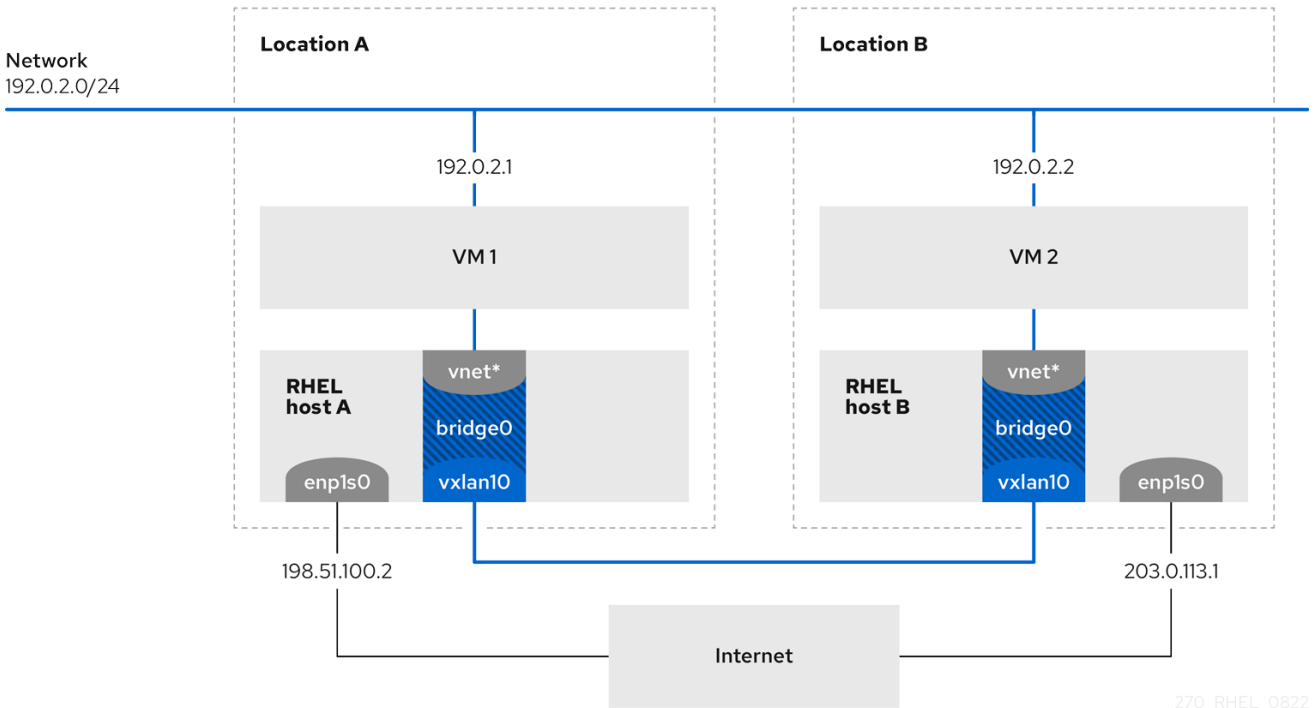 Location A
Location B
Network
192.0.2.0/24
192.0.2.1
192.0.2.2
VM 1
VM 2
RHEL
host A
vnet*
bridge0
enp1s0
vxlan10
RHEL
host B
vnet*
bridge0
vxlan10
enp1s0
198.51.100.2
203.0.113.1
Internet
270_RHEL_0822